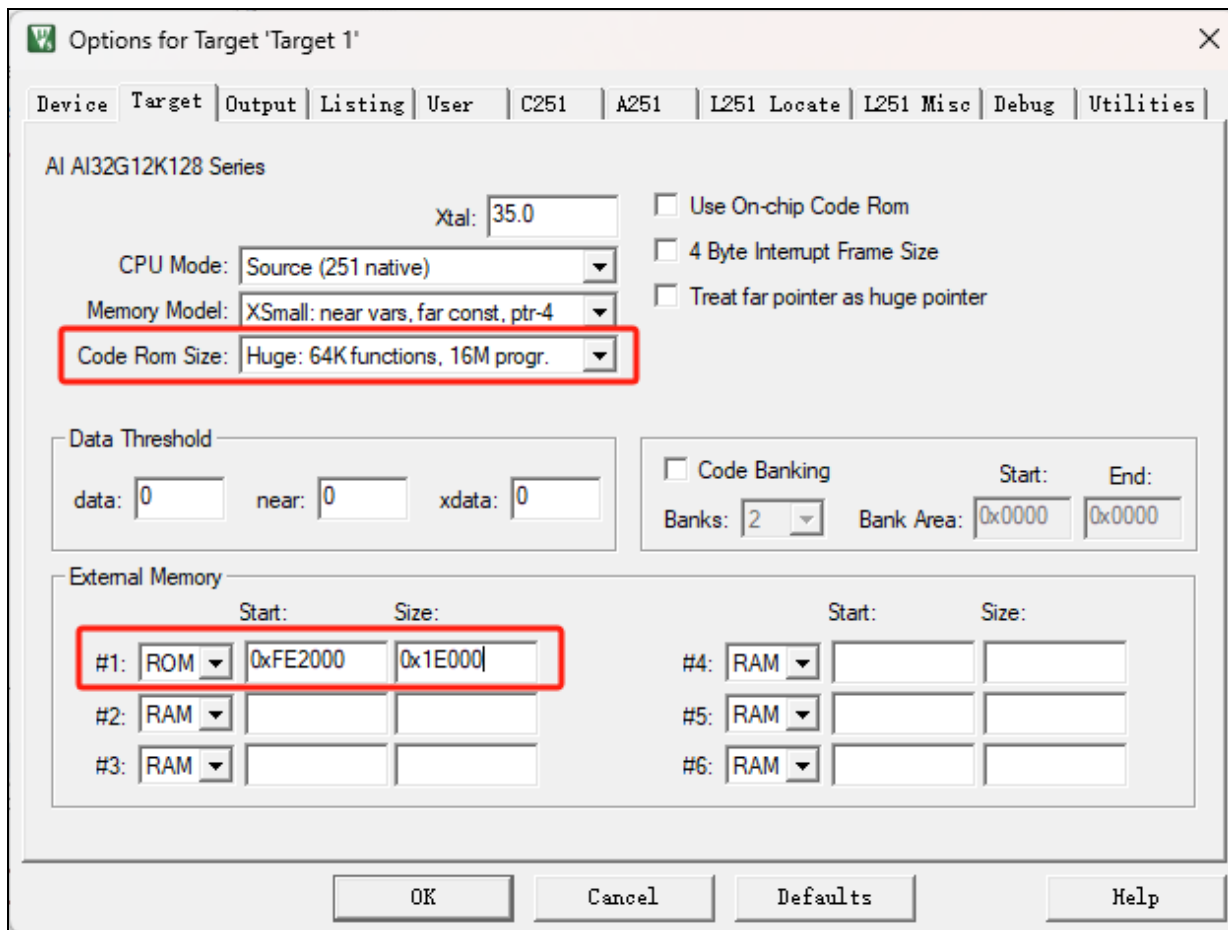 Options for Target 'Target 1'
Device Target Output Listing User C251 A251 L251 Locate L251 Misc Debug Utilities
AI AI32G12K128 Series
Xtal: 35.0
Use On-chip Code Rom
CPU Mode: Source (251 native)
4 Byte Interrupt Frame Size
Memory Model: XSmall: near vars, far const, ptr-4
Treat far pointer as huge pointer
Code Rom Size: Huge: 64K functions, 16M progr.
Data Threshold
data: 0 near: 0 xdata: 0
Code Banking Start: End:
Banks: 2 Bank Area: 0x0000 0x0000
External Memory
Start: Size: Start: Size:
#1: ROM 0xFE2000 0x1E000 #4: RAM
#2: RAM #5: RAM
#3: RAM #6: RAM
OK Cancel Defaults Help